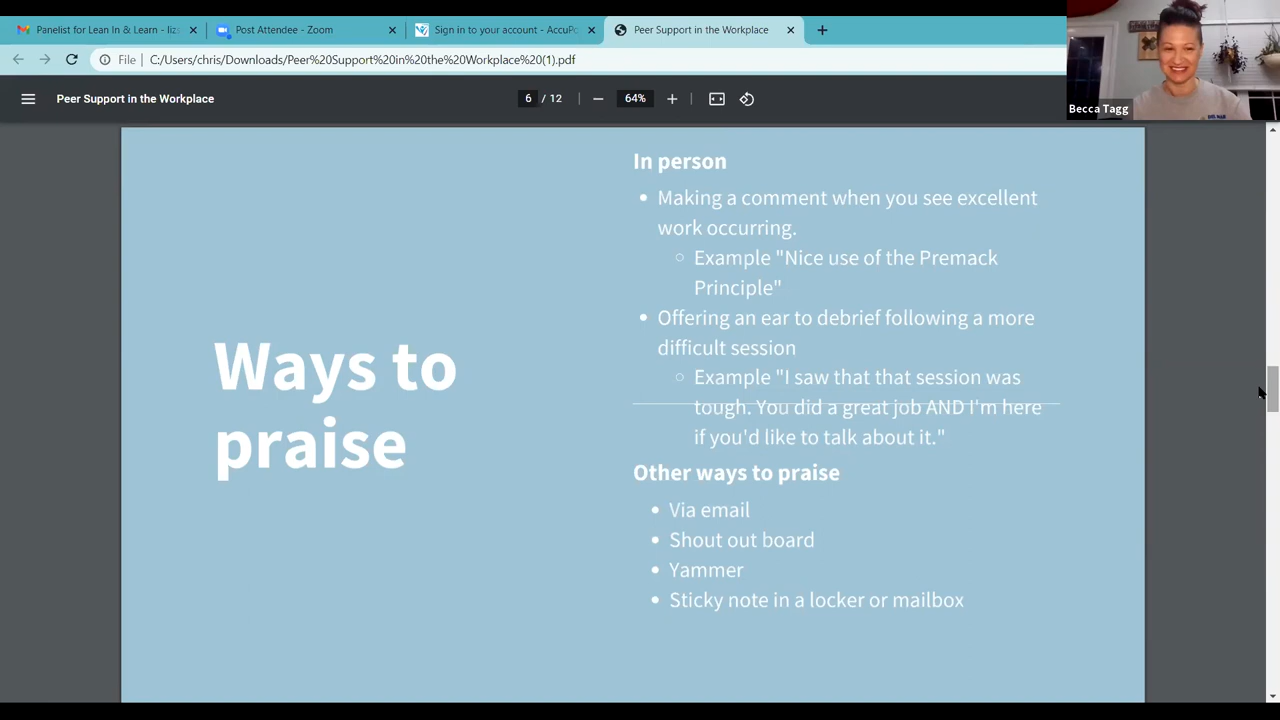 Panelist for Lean In & Learn - liz
Post Attendee - Zoom
Sign in to your account - AccuPo
Peer Support in the Workplace
File
C:/Users/chris/Downloads/Peer%20Support%20in%20the%20Workplace%20(1).pdf
Becca Tagg
Peer Support in the Workplace
6 / 12
64%
Ways to
praise
In person
Making a comment when you see excellent
work occurring.
Example "Nice use of the Premack
Principle"
Offering an ear to debrief following a more
difficult session
Example "I saw that that session was
tough. You did a great job AND I'm here
if you'd like to talk about it."
Other ways to praise
Via email
Shout out board
Yammer
Sticky note in a locker or mailbox